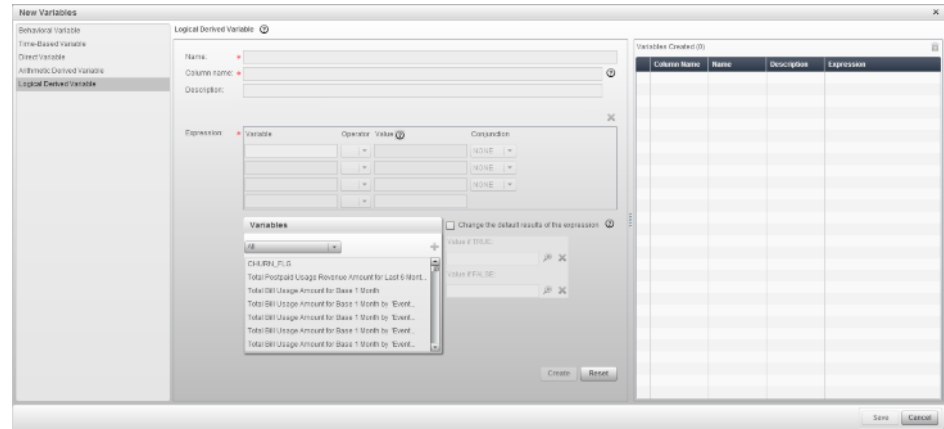 New Variables
Behavioral Variable
Time-Based Variable
Direct Variable
Arithmetic Derived Variable
Logical Derived Variable
Logical Derived Variable
Name:
Column name:
Description:
Expression: Variable Operator Value Conjunction
NONE
NONE
NONE
Variables
All
CHURN_FLG
Total Postpaid Usage Revenue Amount for Last 6 Mont...
Total Bill Usage Amount for Base 1 Month
Total Bill Usage Amount for Base 1 Month by 'Event...
Total Bill Usage Amount for Base 1 Month by 'Event...
Total Bill Usage Amount for Base 1 Month by 'Event...
Total Bill Usage Amount for Base 1 Month by 'Event...
Change the default results of the expression
Value if TRUE:
Value if FALSE:
Create Reset
Variables Created (0)
Column Name Name Description Expression
Save Cancel